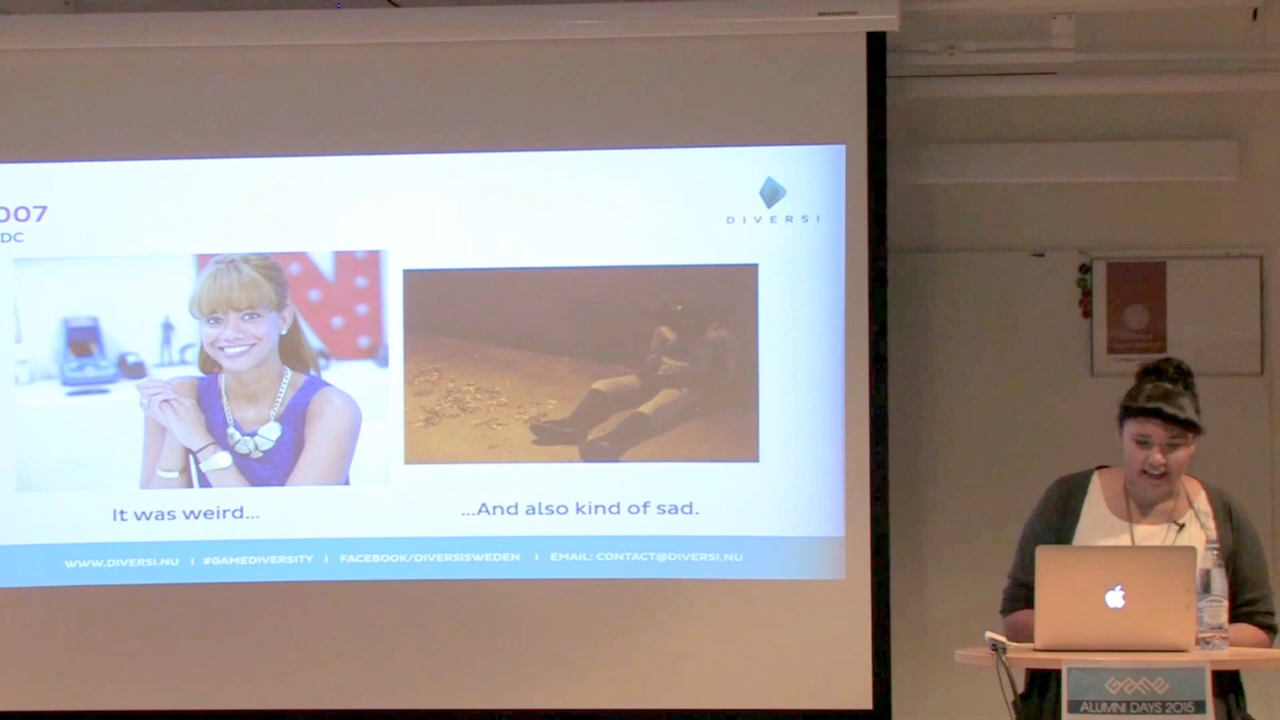 007
DC
DIVERSI
N
It was weird...
...And also kind of sad.
WWW.DIVERSI.NU | #GAMEDIVERSITY | FACEBOOK/DIVERSISWEDEN | EMAIL: CONTACT@DIVERSI.NU
GAME
ALUMNI DAYS 2015